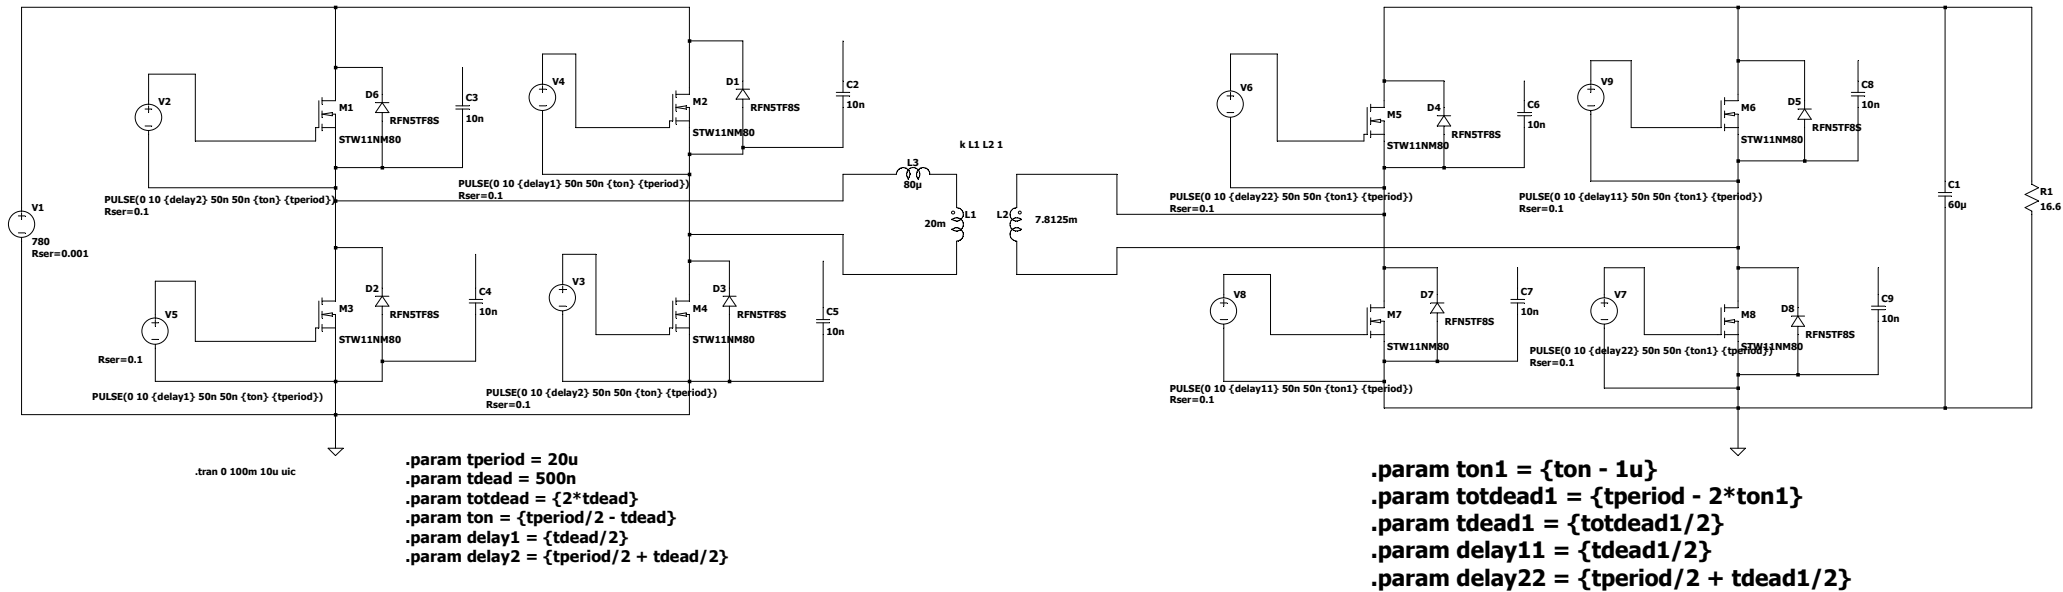 V1
780
Rser=0.001
V2
PULSE(0 10 {delay2} 50n 50n {ton} {tperiod})
Rser=0.1
M1
STW11NM80
D6
RFN5TF8S
C3
10n
V4
PULSE(0 10 {delay1} 50n 50n {ton} {tperiod})
Rser=0.1
M2
STW11NM80
D1
RFN5TF8S
C2
10n
V5
Rser=0.1
PULSE(0 10 {delay1} 50n 50n {ton} {tperiod})
M3
STW11NM80
D2
RFN5TF8S
C4
10n
V3
PULSE(0 10 {delay2} 50n 50n {ton} {tperiod})
Rser=0.1
M4
STW11NM80
D3
RFN5TF8S
C5
10n
k L1 L2 1
L3
80µ
L1
20m
L2
7.8125m
V6
PULSE(0 10 {delay22} 50n 50n {ton1} {tperiod})
Rser=0.1
M5
STW11NM80
D4
RFN5TF8S
C6
10n
V9
PULSE(0 10 {delay11} 50n 50n {ton1} {tperiod})
Rser=0.1
M6
STW11NM80
D5
RFN5TF8S
C8
10n
V8
PULSE(0 10 {delay11} 50n 50n {ton1} {tperiod})
Rser=0.1
M7
STW11NM80
D7
RFN5TF8S
C7
10n
V7
PULSE(0 10 {delay22} 50n 50n {ton1} {tperiod})
Rser=0.1
M8
STW11NM80
D8
RFN5TF8S
C9
10n
C1
60µ
R1
16.6
.tran 0 100m 10u uic
.param tperiod = 20u
.param tdead = 500n
.param totdead = {2*tdead}
.param ton = {tperiod/2 - tdead}
.param delay1 = {tdead/2}
.param delay2 = {tperiod/2 + tdead/2}
.param ton1 = {ton - 1u}
.param totdead1 = {tperiod - 2*ton1}
.param tdead1 = {totdead1/2}
.param delay11 = {tdead1/2}
.param delay22 = {tperiod/2 + tdead1/2}